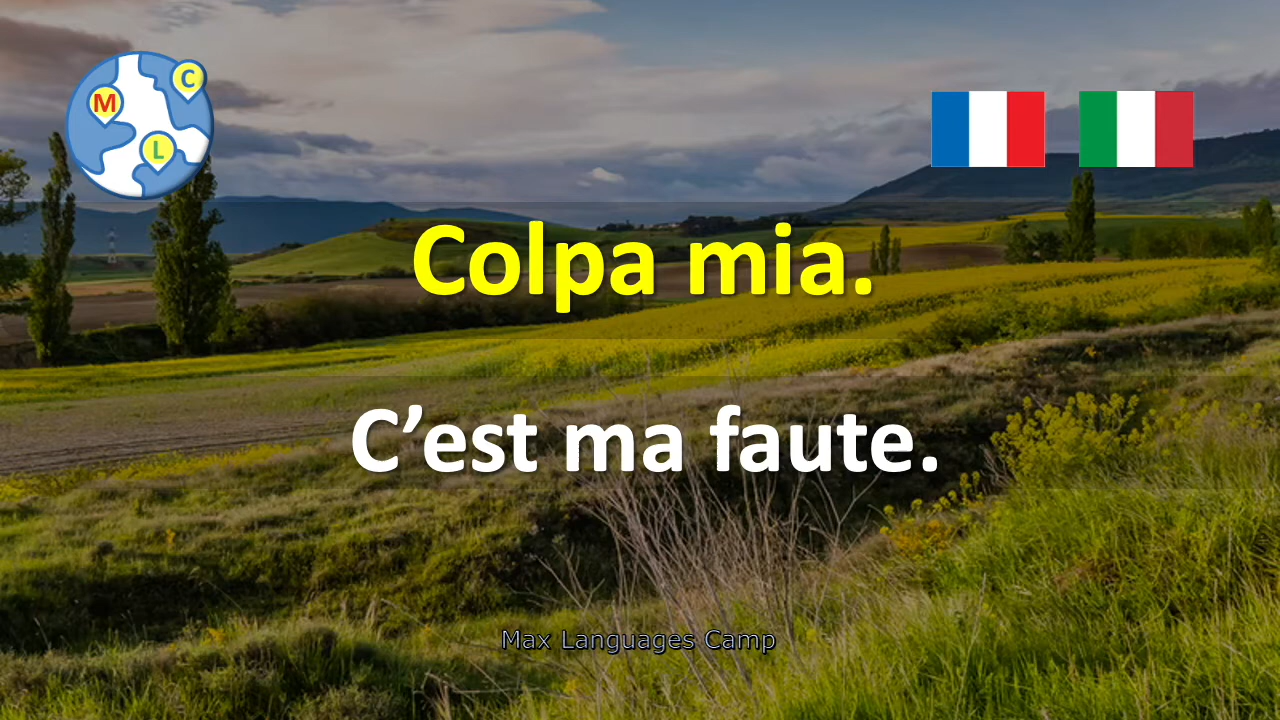 M
C
L
Colpa mia.
C’est ma faute.
Max Languages Camp